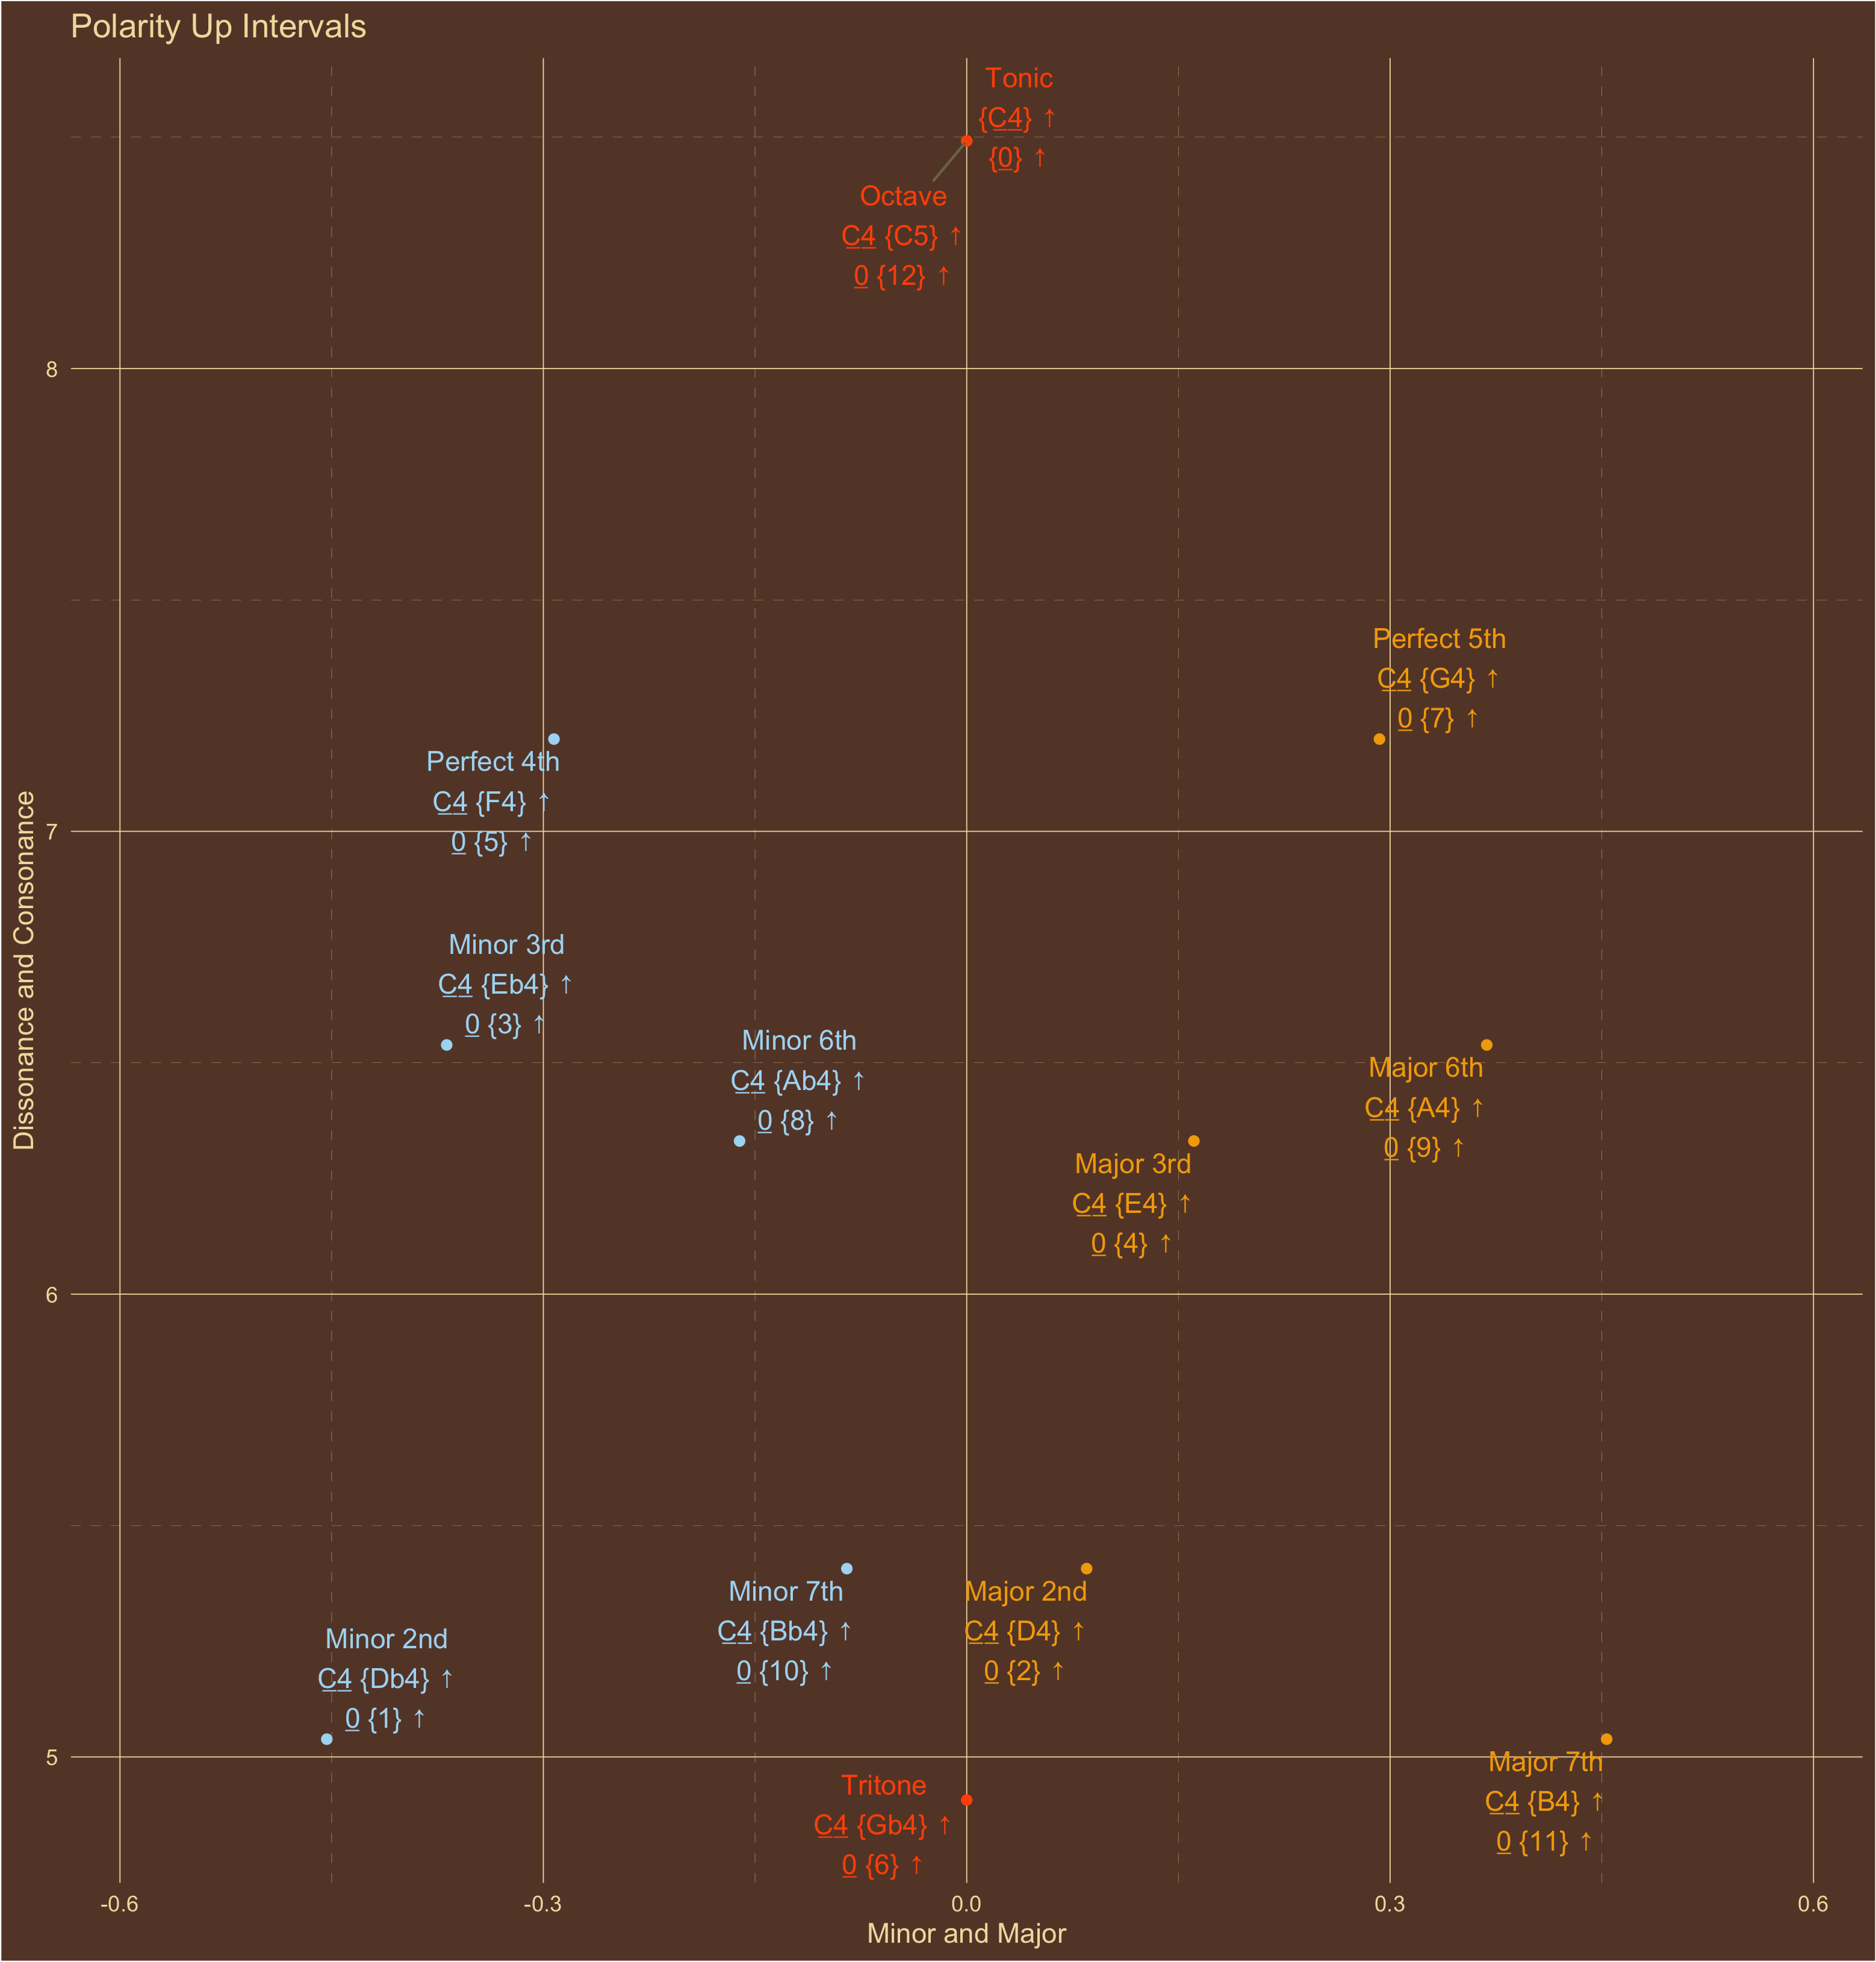 Polarity Up Intervals
Tonic
{C4} ↑
{0} ↑
Octave
C4 {C5} ↑
0 {12} ↑
8
Perfect 5th
C4 {G4} ↑
0 {7} ↑
Perfect 4th
C4 {F4} ↑
0 {5} ↑
7
Minor 3rd
C4 {Eb4} ↑
0 {3} ↑
Minor 6th
C4 {Ab4} ↑
0 {8} ↑
Major 6th
C4 {A4} ↑
0 {9} ↑
Major 3rd
C4 {E4} ↑
0 {4} ↑
6
Minor 7th
C4 {Bb4} ↑
0 {10} ↑
Major 2nd
C4 {D4} ↑
0 {2} ↑
Minor 2nd
C4 {Db4} ↑
0 {1} ↑
5
Major 7th
C4 {B4} ↑
0 {11} ↑
Tritone
C4 {Gb4} ↑
0 {6} ↑
-0.6 -0.3 0.0 0.3 0.6
Minor and Major
Dissonance and Consonance